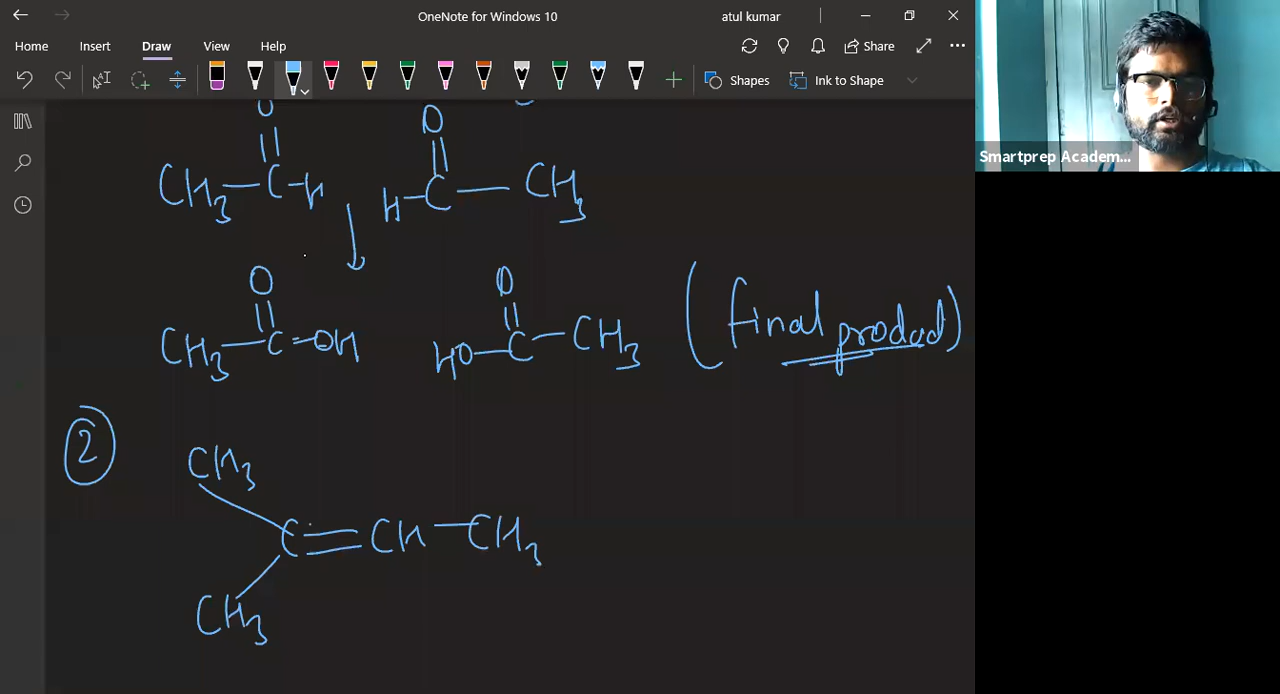 OneNote for Windows 10
atul kumar
Home Insert Draw View Help
Share
Shapes
Ink to Shape
Smartprep Academ...
O O
CH3—C-H H-C—CH3
O O
CH3—C-OH HO-C-CH3 (final product)
2
CH3
C=CH—CH3
CH3